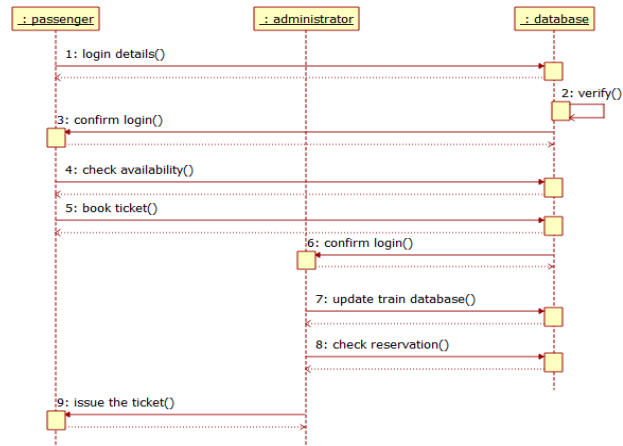 : passenger
: administrator
: database
1: login details()
2: verify()
3: confirm login()
4: check availability()
5: book ticket()
6: confirm login()
7: update train database()
8: check reservation()
9: issue the ticket()